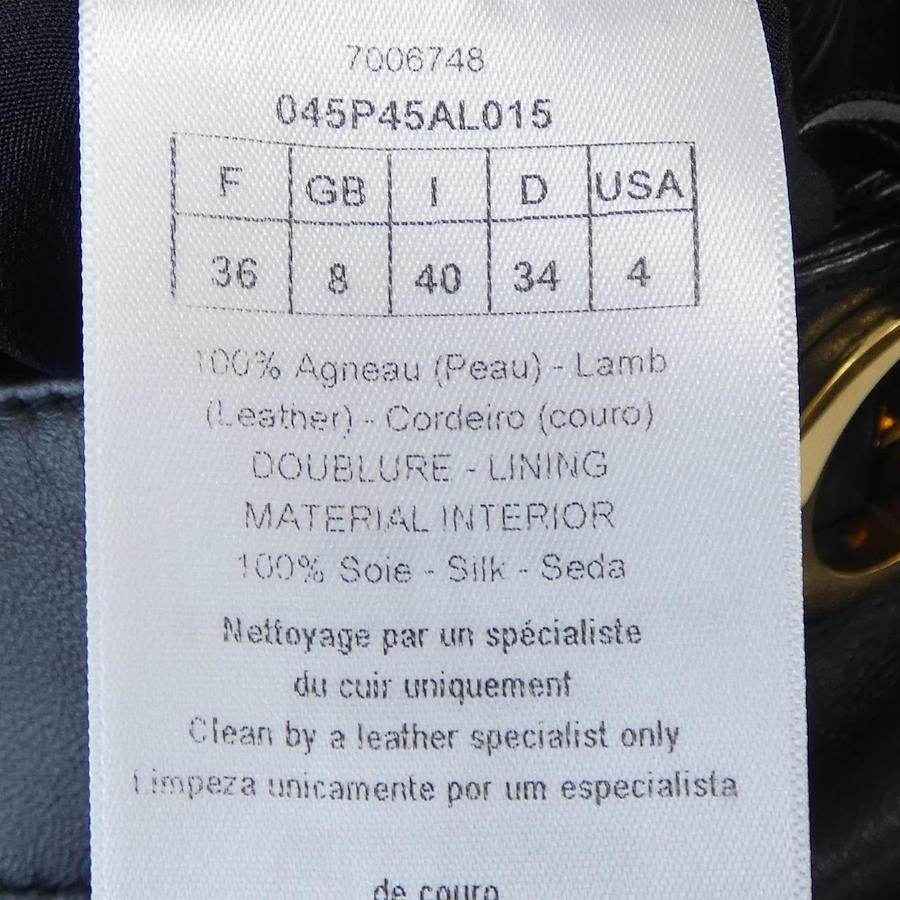 7006748
045P45AL015
F GB I D USA
36 8 40 34 4
100% Agneau (Peau) - Lamb
(Leather) - Cordeiro (couro)
DOUBLURE - LINING
MATERIAL INTERIOR
100% Soie - Silk - Seda
Nettoyage par un spécialiste
du cuir uniquement
Clean by a leather specialist only
Limpeza unicamente por um especialista
de couro